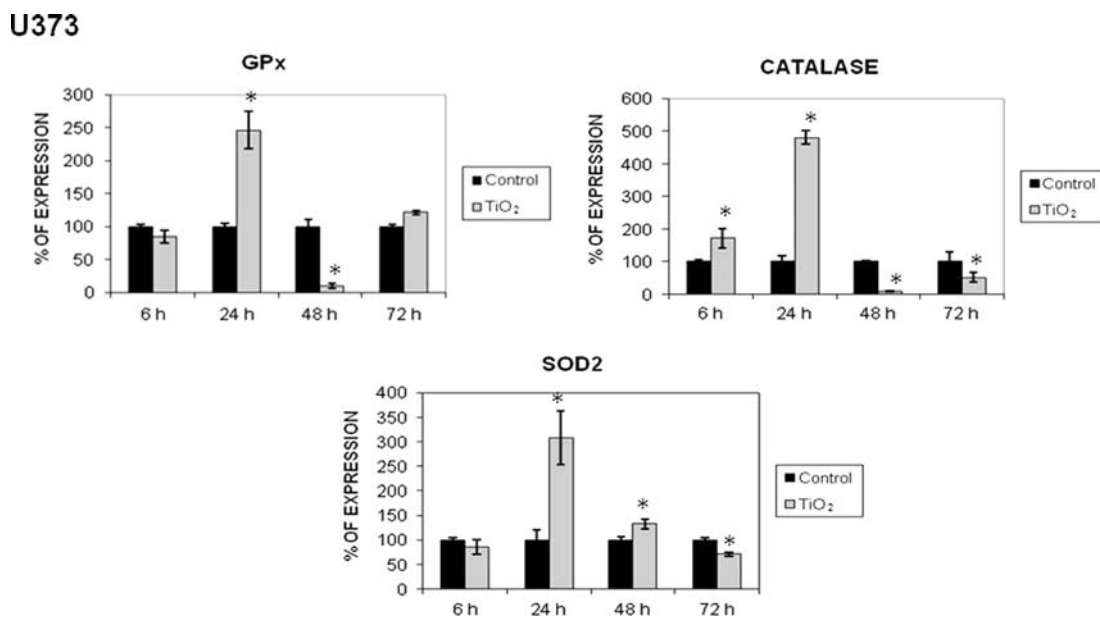 U373
GPx
% OF EXPRESSION
300
250
200
150
100
50
0
*
*
6 h 24 h 48 h 72 h
Control
TiO₂
CATALASE
% OF EXPRESSION
600
500
400
300
200
100
0
*
*
*
*
6 h 24 h 48 h 72 h
Control
TiO₂
SOD2
% OF EXPRESSION
400
350
300
250
200
150
100
50
0
*
*
*
6 h 24 h 48 h 72 h
Control
TiO₂